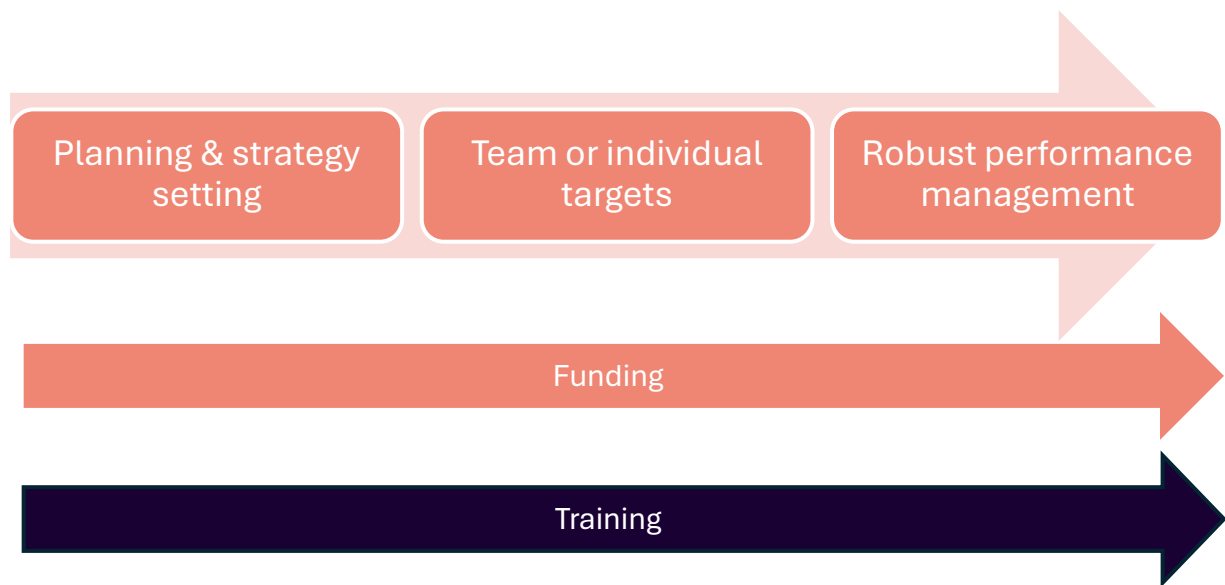 Planning & strategy
setting
Team or individual
targets
Robust performance
management
Funding
Training